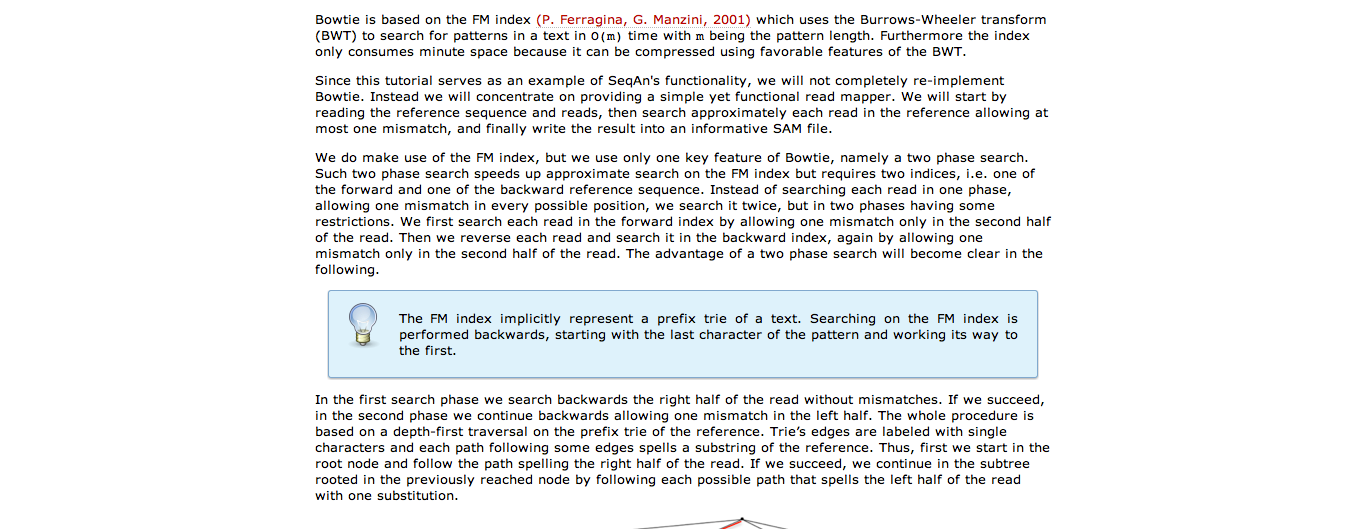 Bowtie is based on the FM index (P. Ferragina, G. Manzini, 2001) which uses the Burrows-Wheeler transform
(BWT) to search for patterns in a text in O(m) time with m being the pattern length. Furthermore the index
only consumes minute space because it can be compressed using favorable features of the BWT.
Since this tutorial serves as an example of SeqAn's functionality, we will not completely re-implement
Bowtie. Instead we will concentrate on providing a simple yet functional read mapper. We will start by
reading the reference sequence and reads, then search approximately each read in the reference allowing at
most one mismatch, and finally write the result into an informative SAM file.
We do make use of the FM index, but we use only one key feature of Bowtie, namely a two phase search.
Such two phase search speeds up approximate search on the FM index but requires two indices, i.e. one of
the forward and one of the backward reference sequence. Instead of searching each read in one phase,
allowing one mismatch in every possible position, we search it twice, but in two phases having some
restrictions. We first search each read in the forward index by allowing one mismatch only in the second half
of the read. Then we reverse each read and search it in the backward index, again by allowing one
mismatch only in the second half of the read. The advantage of a two phase search will become clear in the
following.
The FM index implicitly represent a prefix trie of a text. Searching on the FM index is
performed backwards, starting with the last character of the pattern and working its way to
the first.
In the first search phase we search backwards the right half of the read without mismatches. If we succeed,
in the second phase we continue backwards allowing one mismatch in the left half. The whole procedure is
based on a depth-first traversal on the prefix trie of the reference. Trie’s edges are labeled with single
characters and each path following some edges spells a substring of the reference. Thus, first we start in the
root node and follow the path spelling the right half of the read. If we succeed, we continue in the subtree
rooted in the previously reached node by following each possible path that spells the left half of the read
with one substitution.